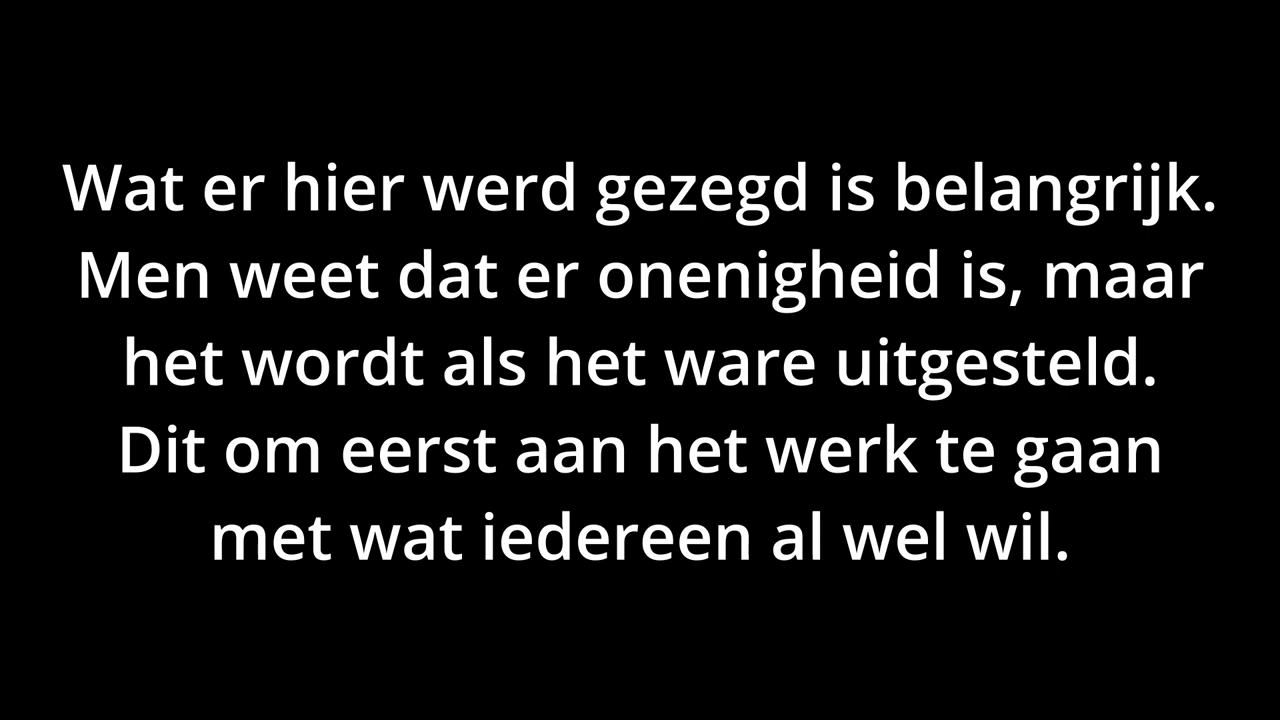 Wat er hier werd gezegd is belangrijk.
Men weet dat er onenigheid is, maar
het wordt als het ware uitgesteld.
Dit om eerst aan het werk te gaan
met wat iedereen al wel wil.